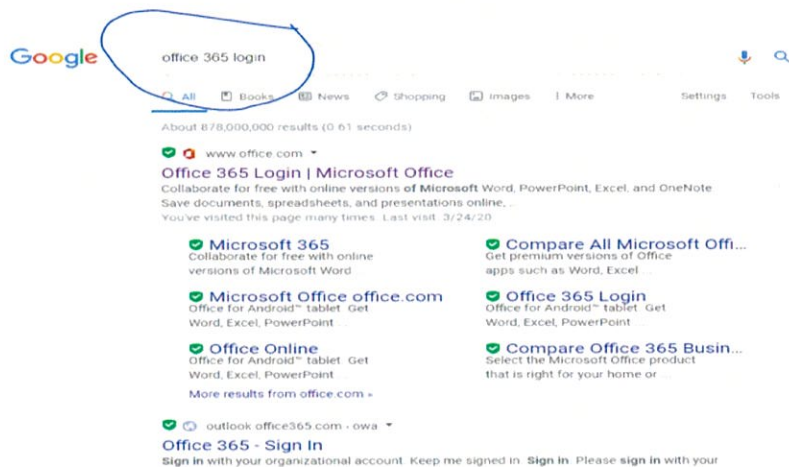 Google
office 365 login
All Books News Shopping Images More Settings Tools
About 878,000,000 results (0.61 seconds)
www.office.com
Office 365 Login | Microsoft Office
Collaborate for free with online versions of Microsoft Word, PowerPoint, Excel, and OneNote
Save documents, spreadsheets, and presentations online, ..
You've visited this page many times. Last visit: 3/24/20
Microsoft 365
Collaborate for free with online
versions of Microsoft Word
Compare All Microsoft Offi...
Get premium versions of Office
apps such as Word, Excel ...
Microsoft Office office.com
Office for Android™ tablet. Get
Word, Excel, PowerPoint ...
Office 365 Login
Office for Android™ tablet. Get
Word, Excel, PowerPoint ...
Office Online
Office for Android™ tablet. Get
Word, Excel, PowerPoint ...
Compare Office 365 Busin...
Select the Microsoft Office product
that is right for your home or ...
More results from office.com »
outlook.office365.com › owa
Office 365 - Sign In
Sign in with your organizational account. Keep me signed in. Sign in. Please sign in with your